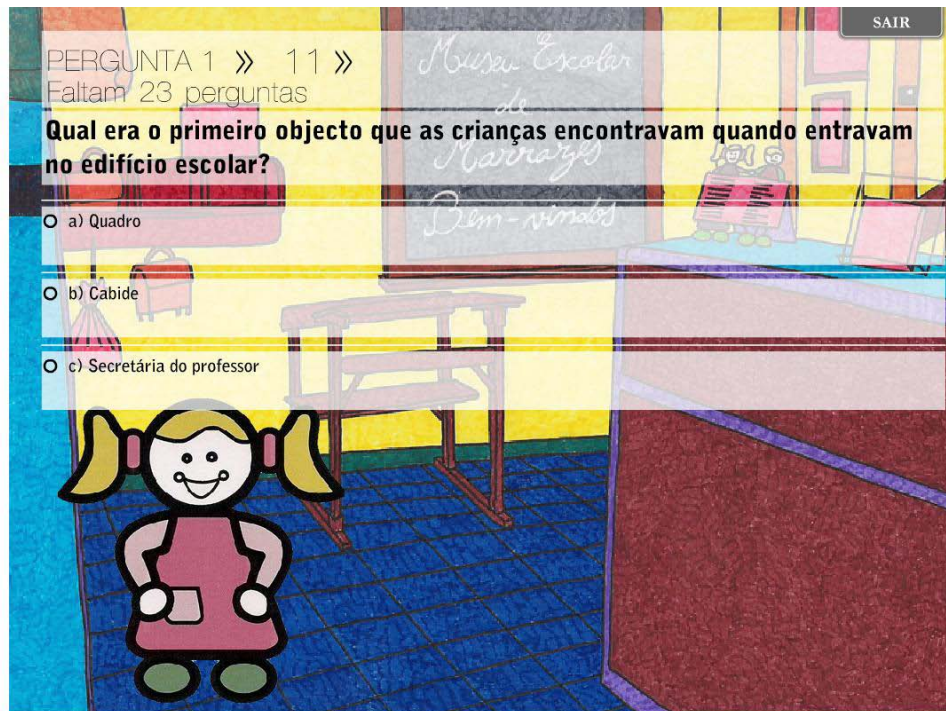 SAIR
PERGUNTA 1 » 11 »
Faltam 23 perguntas
Museu Escolar
de
Marrazes
Bem-vindos
Qual era o primeiro objecto que as crianças encontravam quando entravam
no edifício escolar?
a) Quadro
b) Cabide
c) Secretária do professor